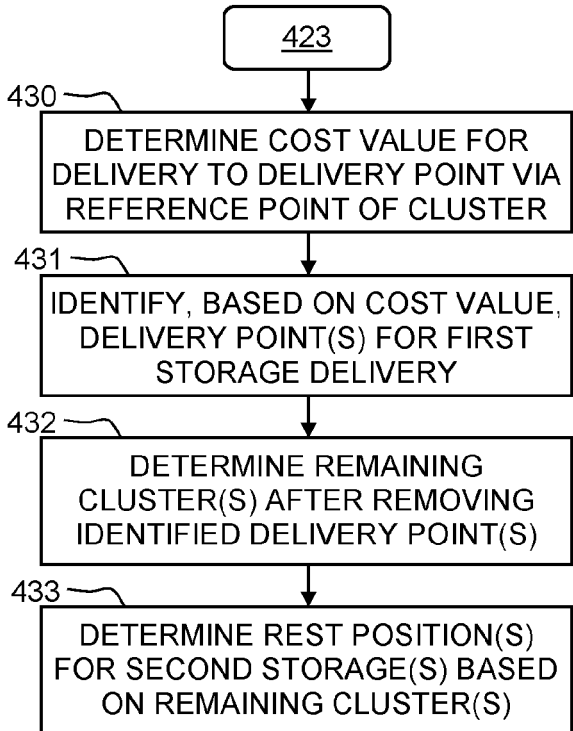 423
430
DETERMINE COST VALUE FOR
DELIVERY TO DELIVERY POINT VIA
REFERENCE POINT OF CLUSTER
431
IDENTIFY, BASED ON COST VALUE,
DELIVERY POINT(S) FOR FIRST
STORAGE DELIVERY
432
DETERMINE REMAINING
CLUSTER(S) AFTER REMOVING
IDENTIFIED DELIVERY POINT(S)
433
DETERMINE REST POSITION(S)
FOR SECOND STORAGE(S) BASED
ON REMAINING CLUSTER(S)